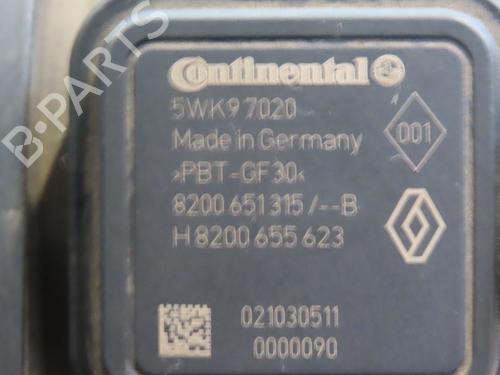 B-PARTS
Continental
5WK9 7020
Made in Germany
001
>PBT-GF30<
8200 651 315 /--B
H 8200 655 623
021030511
0000090